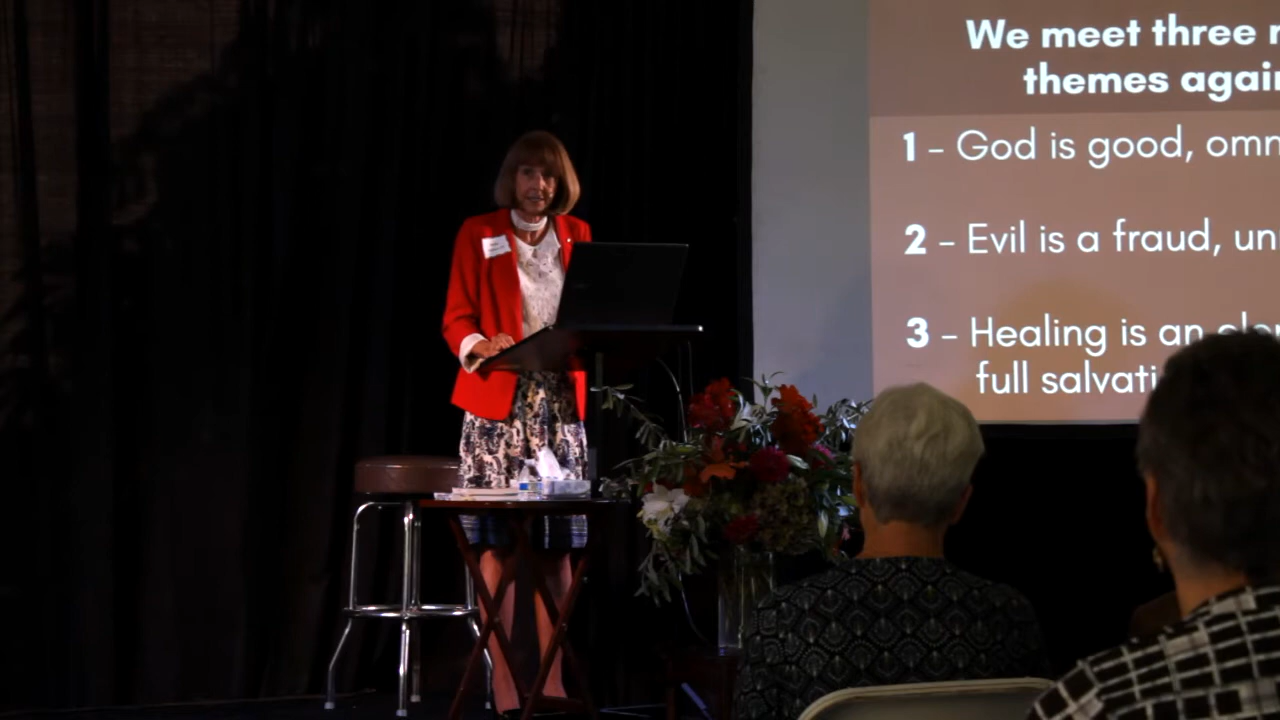 We meet three
themes again
1 – God is good, omn
2 – Evil is a fraud, un
3 – Healing is an
full salvati